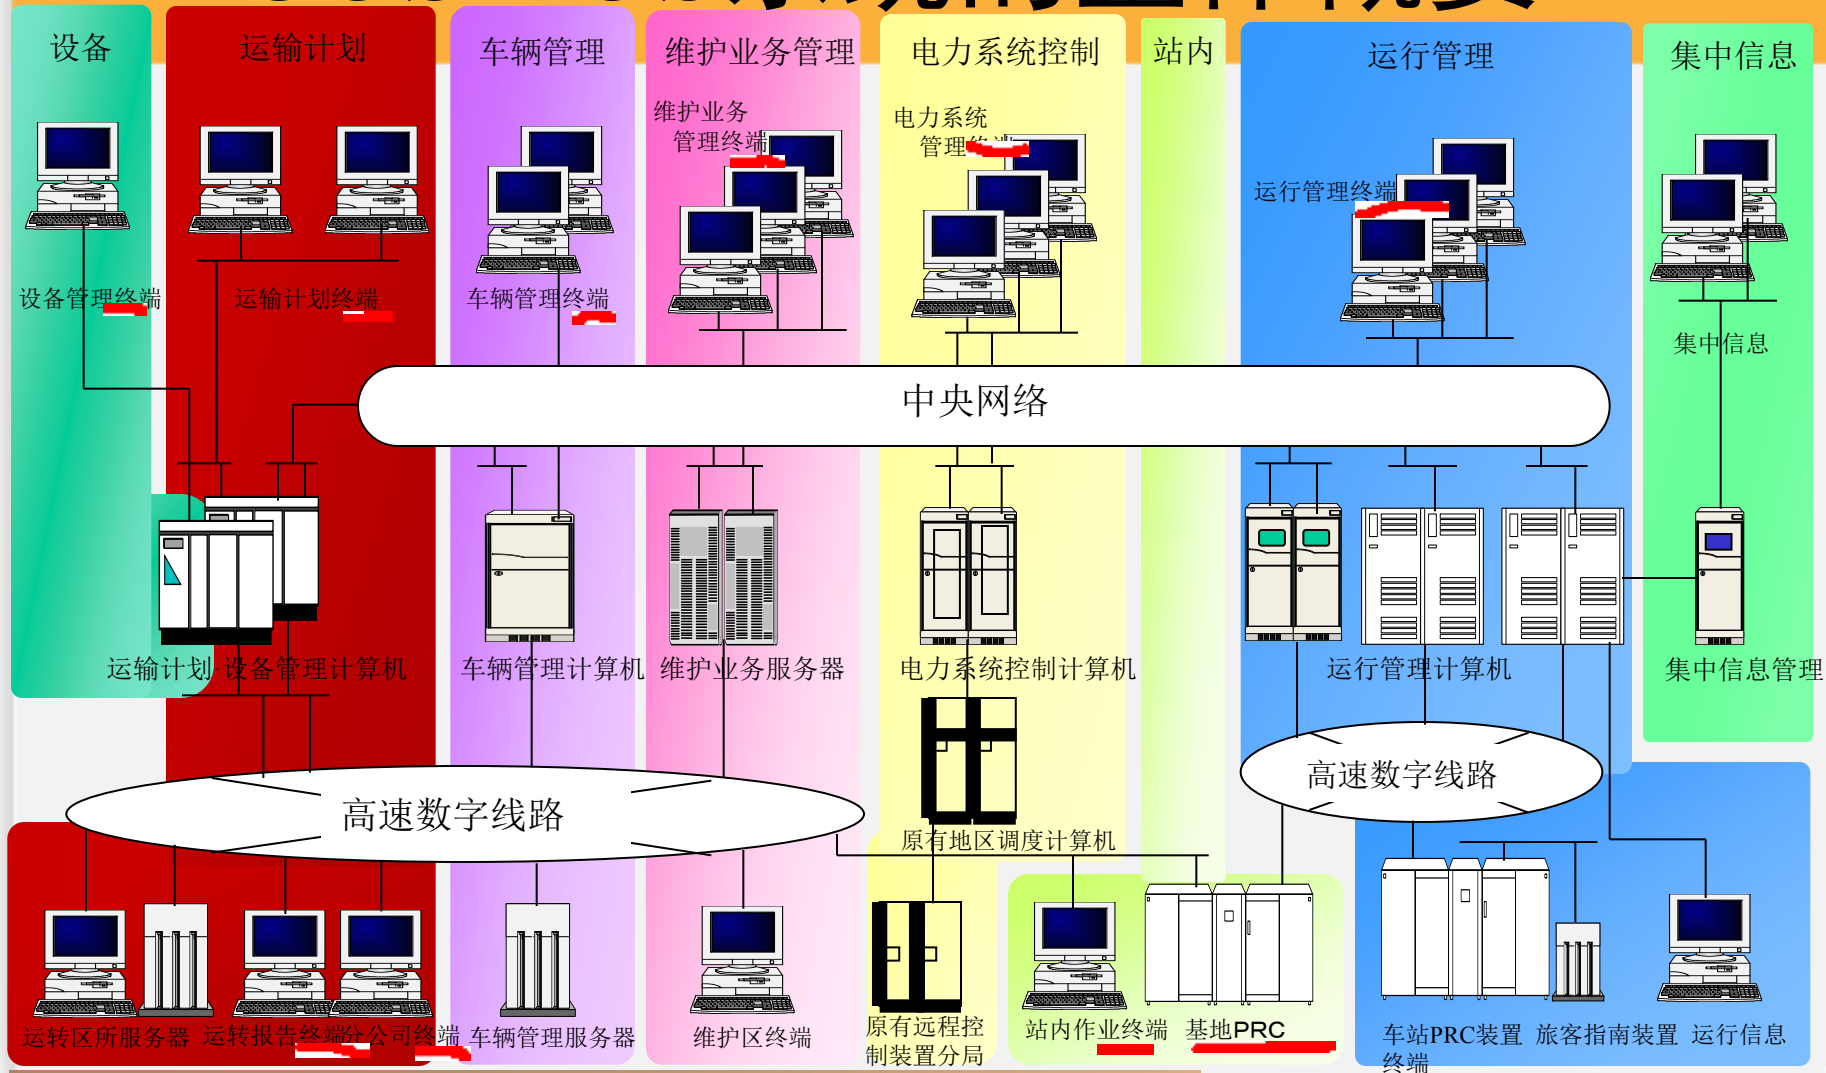 设备
运输计划
车辆管理
维护业务管理
电力系统控制
站内
运行管理
集中信息
维护业务
管理终端
电力系统
管理终端
运行管理终端
设备管理终端
运输计划终端
车辆管理终端
集中信息
中央网络
运输计划·设备管理计算机
车辆管理计算机
维护业务服务器
电力系统控制计算机
运行管理计算机
集中信息管理
高速数字线路
高速数字线路
原有地区调度计算机
运转区所服务器
运转报告终端
分公司终端
车辆管理服务器
维护区终端
原有远程控
制装置分局
站内作业终端
基地PRC
车站PRC装置
终端
旅客指南装置
运行信息